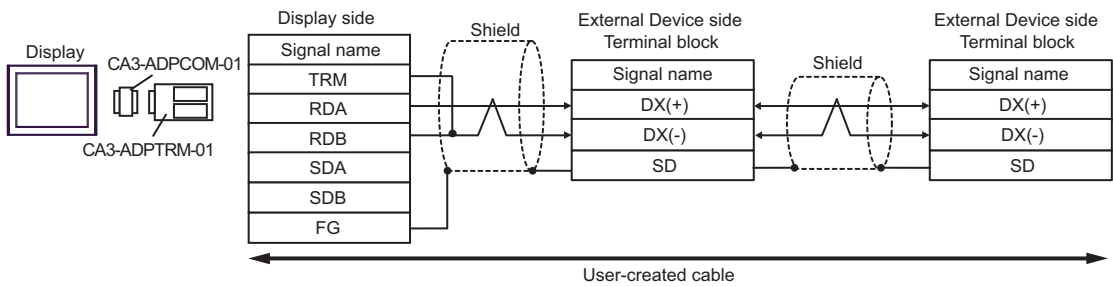 Display
CA3-ADPCOM-01
CA3-ADPTRM-01
Display side
Signal name
TRM
RDA
RDB
SDA
SDB
FG
Shield
External Device side
Terminal block
Signal name
DX(+)
DX(-)
SD
Shield
External Device side
Terminal block
Signal name
DX(+)
DX(-)
SD
User-created cable